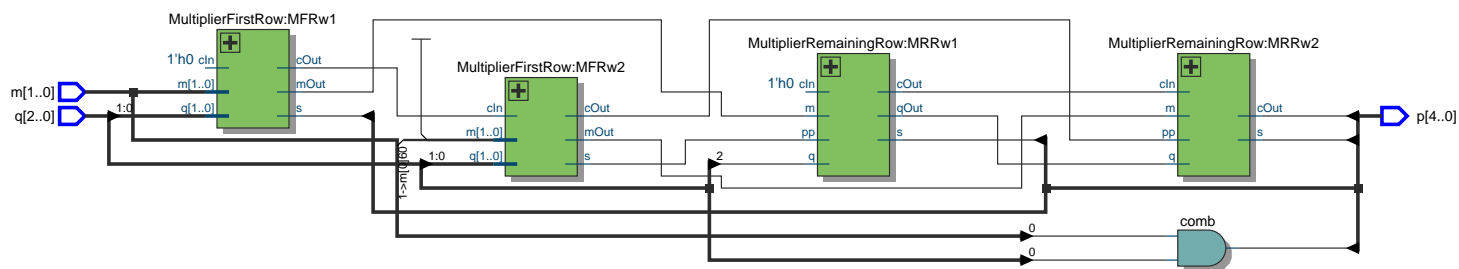 MultiplierFirstRow:MFRw1
1'h0 cIn
m[1..0]
q[1..0]
cOut
mOut
s
m[1..0]
q[2..0]
1:0
MultiplierFirstRow:MFRw2
cIn
m[1..0]
q[1..0]
cOut
mOut
s
1:0
MultiplierRemainingRow:MRRw1
1'h0 cIn
m
pp
q
cOut
qOut
s
2
MultiplierRemainingRow:MRRw2
cIn
m
pp
q
cOut
s
p[4..0]
comb
0
0